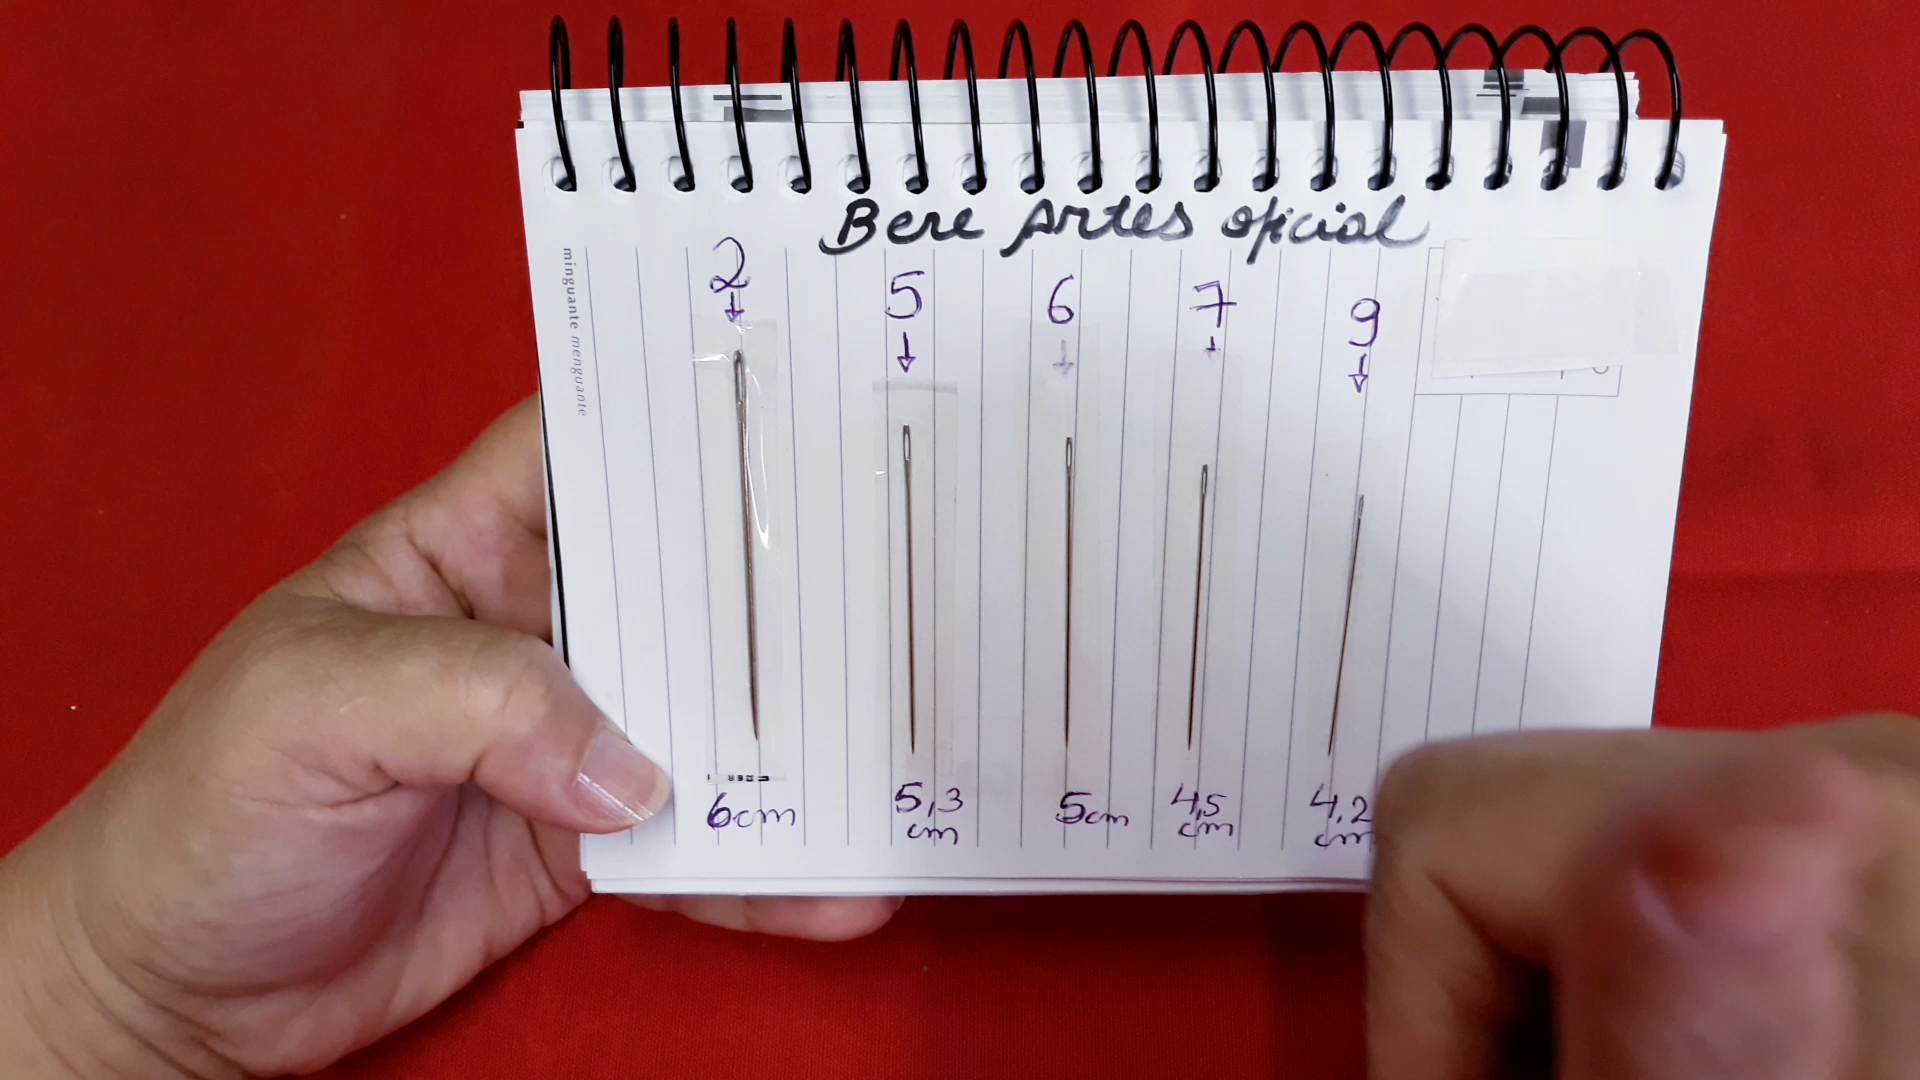 Bere Artes oficial
minguante menguante
2
5
6
7
9
6cm
5,3
cm
5cm
4,5
cm
4,2
cm